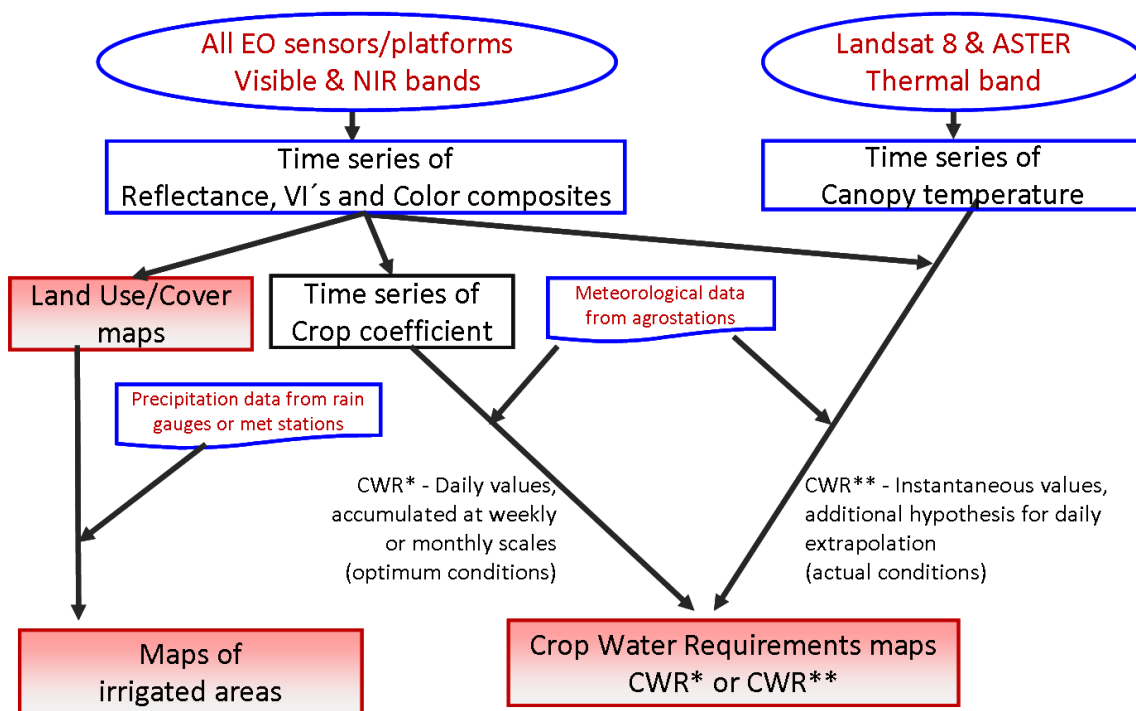 All EO sensors/platforms
Visible & NIR bands
Landsat 8 & ASTER
Thermal band
Time series of
Reflectance, VI´s and Color composites
Time series of
Canopy temperature
Land Use/Cover
maps
Time series of
Crop coefficient
Meteorological data
from agrostations
Precipitation data from rain
gauges or met stations
CWR* - Daily values,
accumulated at weekly
or monthly scales
(optimum conditions)
CWR** - Instantaneous values,
additional hypothesis for daily
extrapolation
(actual conditions)
Maps of
irrigated areas
Crop Water Requirements maps
CWR* or CWR**